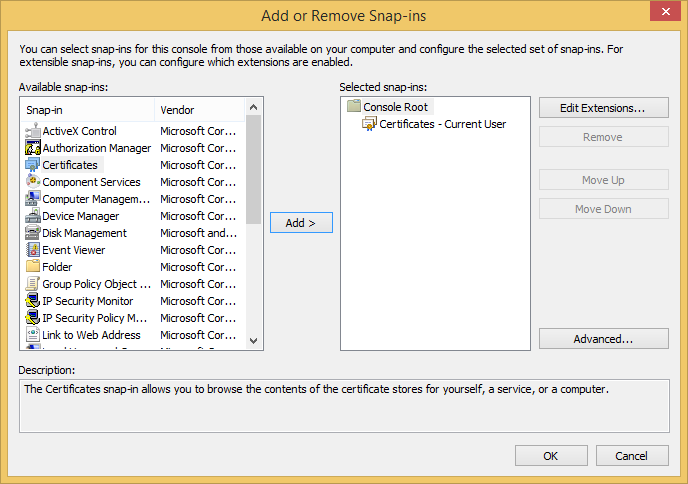 Add or Remove Snap-ins
You can select snap-ins for this console from those available on your computer and configure the selected set of snap-ins. For
extensible snap-ins, you can configure which extensions are enabled.
Available snap-ins:
Snap-in Vendor
ActiveX Control Microsoft Cor...
Authorization Manager Microsoft Cor...
Certificates Microsoft Cor...
Component Services Microsoft Cor...
Computer Managem... Microsoft Cor...
Device Manager Microsoft Cor...
Disk Management Microsoft and...
Event Viewer Microsoft Cor...
Folder Microsoft Cor...
Group Policy Object ... Microsoft Cor...
IP Security Monitor Microsoft Cor...
IP Security Policy M... Microsoft Cor...
Link to Web Address Microsoft Cor...
Add >
Selected snap-ins:
Console Root
Certificates - Current User
Edit Extensions...
Remove
Move Up
Move Down
Advanced...
Description:
The Certificates snap-in allows you to browse the contents of the certificate stores for yourself, a service, or a computer.
OK Cancel